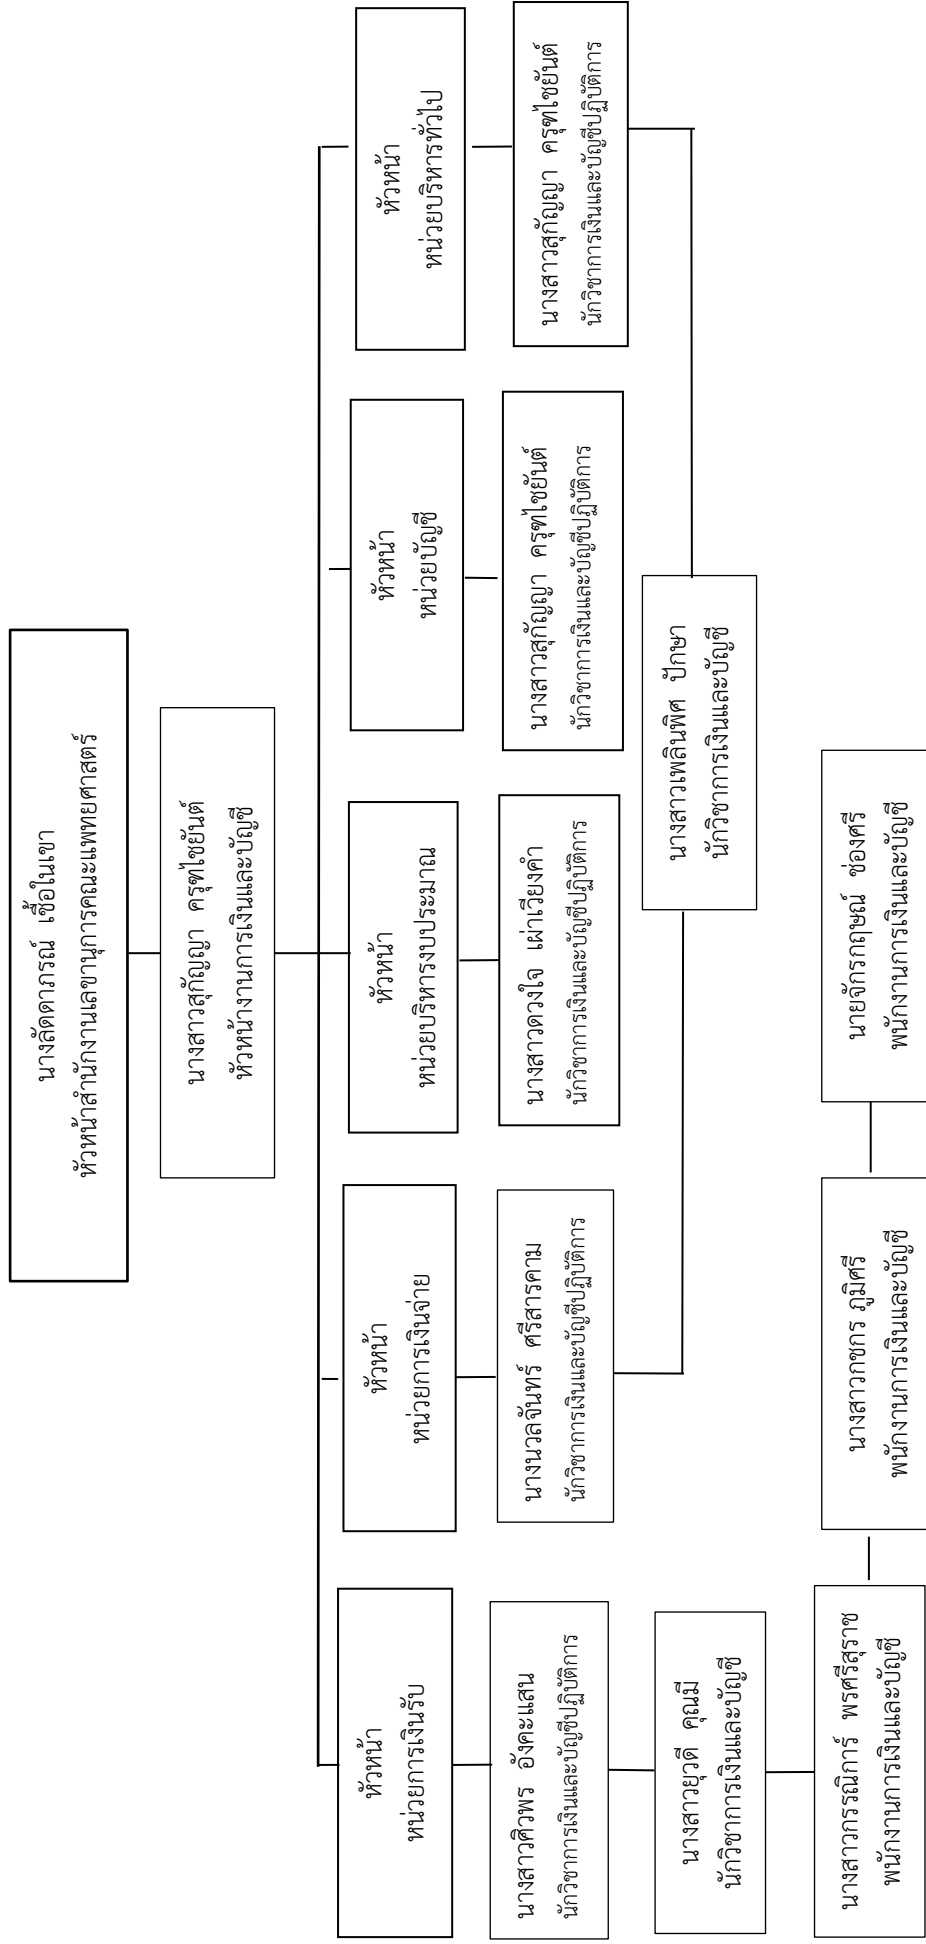 นางลัดดาภรณ์ เชื้อในเขา
หัวหน้าสำนักงานเลขานุการคณะแพทยศาสตร์
นางสาวสุกัญญา ครุฑไชยันต์
หัวหน้างานการเงินและบัญชี
หัวหน้า
หน่วยการเงินรับ
หัวหน้า
หน่วยการเงินจ่าย
หัวหน้า
หน่วยบริหารงบประมาณ
หัวหน้า
หน่วยบัญชี
หัวหน้า
หน่วยบริหารทั่วไป
นางสาวศิวพร อังคะแสน
นักวิชาการเงินและบัญชีปฏิบัติการ
นางนวลจันทร์ ศรีสารคาม
นักวิชาการเงินและบัญชีปฏิบัติการ
นางสาวดวงใจ เผ่าเวียงคำ
นักวิชาการเงินและบัญชีปฏิบัติการ
นางสาวสุกัญญา ครุฑไชยันต์
นักวิชาการเงินและบัญชีปฏิบัติการ
นางสาวสุกัญญา ครุฑไชยันต์
นักวิชาการเงินและบัญชีปฏิบัติการ
นางสาวยุวดี คุณมี
นักวิชาการเงินและบัญชี
นางสาวเพลินพิศ ปักษา
นักวิชาการเงินและบัญชี
นางสาวกรรณิการ์ พรศรีสุราช
พนักงานการเงินและบัญชี
นางสาวกชกร ภูมิศรี
พนักงานการเงินและบัญชี
นายจักรกฤษณ์ ช่องศรี
พนักงานการเงินและบัญชี